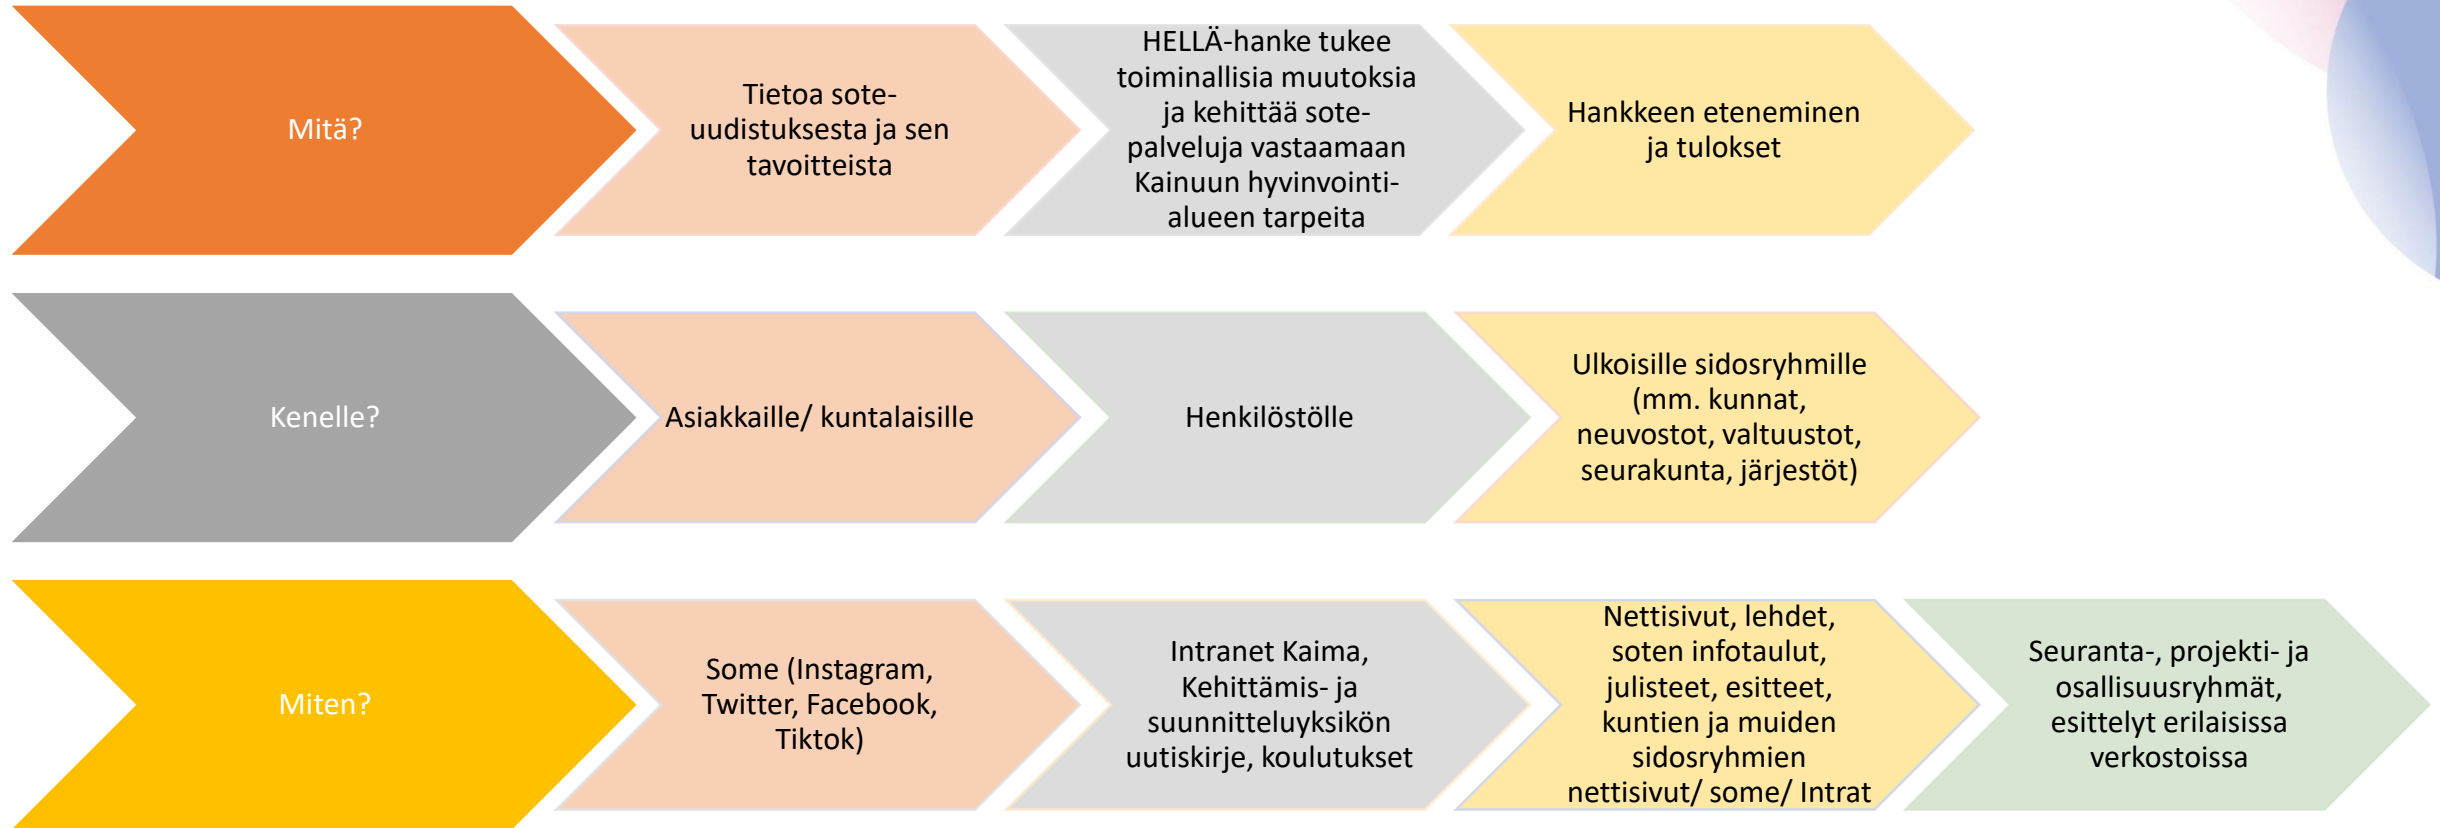 Mitä?
Tietoa sote-
uudistuksesta ja sen
tavoitteista
HELLÄ-hanke tukee
toiminallisia muutoksia
ja kehittää sote-
palveluja vastaamaan
Kainuun hyvinvointi-
alueen tarpeita
Hankkeen eteneminen
ja tulokset
Kenelle?
Asiakkaille/ kuntalaisille
Henkilöstölle
Ulkoisille sidosryhmille
(mm. kunnat,
neuvostot, valtuustot,
seurakunta, järjestöt)
Miten?
Some (Instagram,
Twitter, Facebook,
Tiktok)
Intranet Kaima,
Kehittämis- ja
suunnitteluyksikön
uutiskirje, koulutukset
Nettisivut, lehdet,
soten infotaulut,
julisteet, esitteet,
kuntien ja muiden
sidosryhmien
nettisivut/ some/ Intrat
Seuranta-, projekti- ja
osallisuusryhmät,
esittelyt erilaisissa
verkostoissa